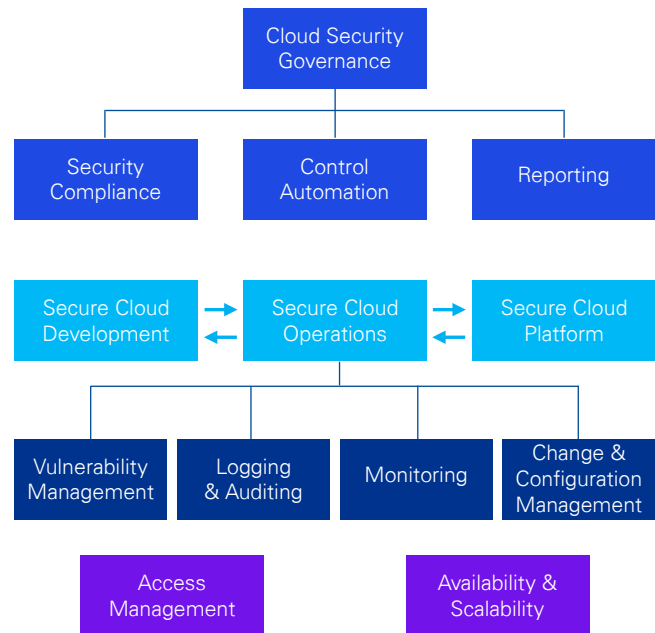 Cloud Security
Governance
Security
Compliance
Control
Automation
Reporting
Secure Cloud
Development
Secure Cloud
Operations
Secure Cloud
Platform
Vulnerability
Management
Logging
& Auditing
Monitoring
Change &
Configuration
Management
Access
Management
Availability &
Scalability